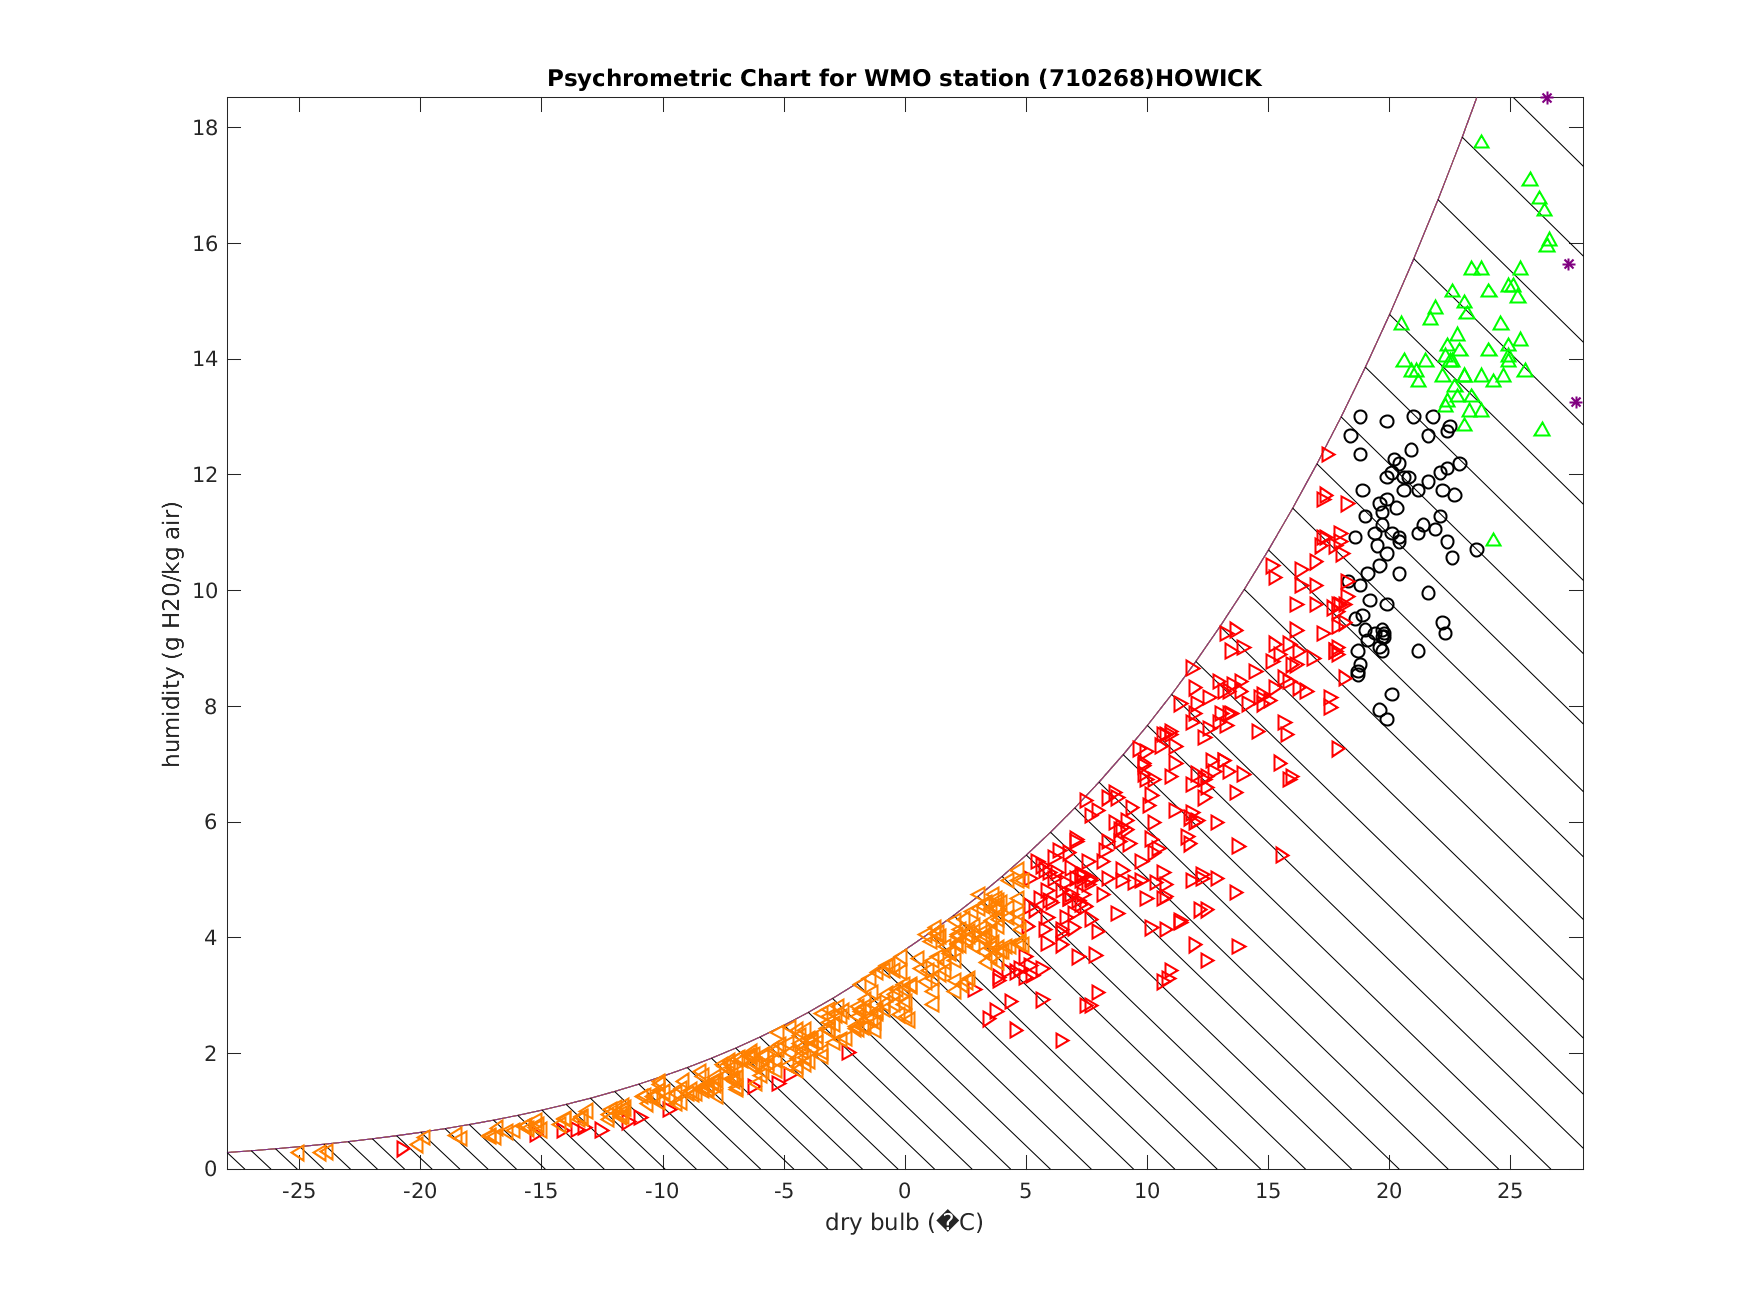 Psychrometric Chart for WMO station (710268)HOWICK
18
16
14
12
10
8
6
4
2
0
humidity (g H20/kg air)
-25 -20 -15 -10 -5 0 5 10 15 20 25
dry bulb (�C)